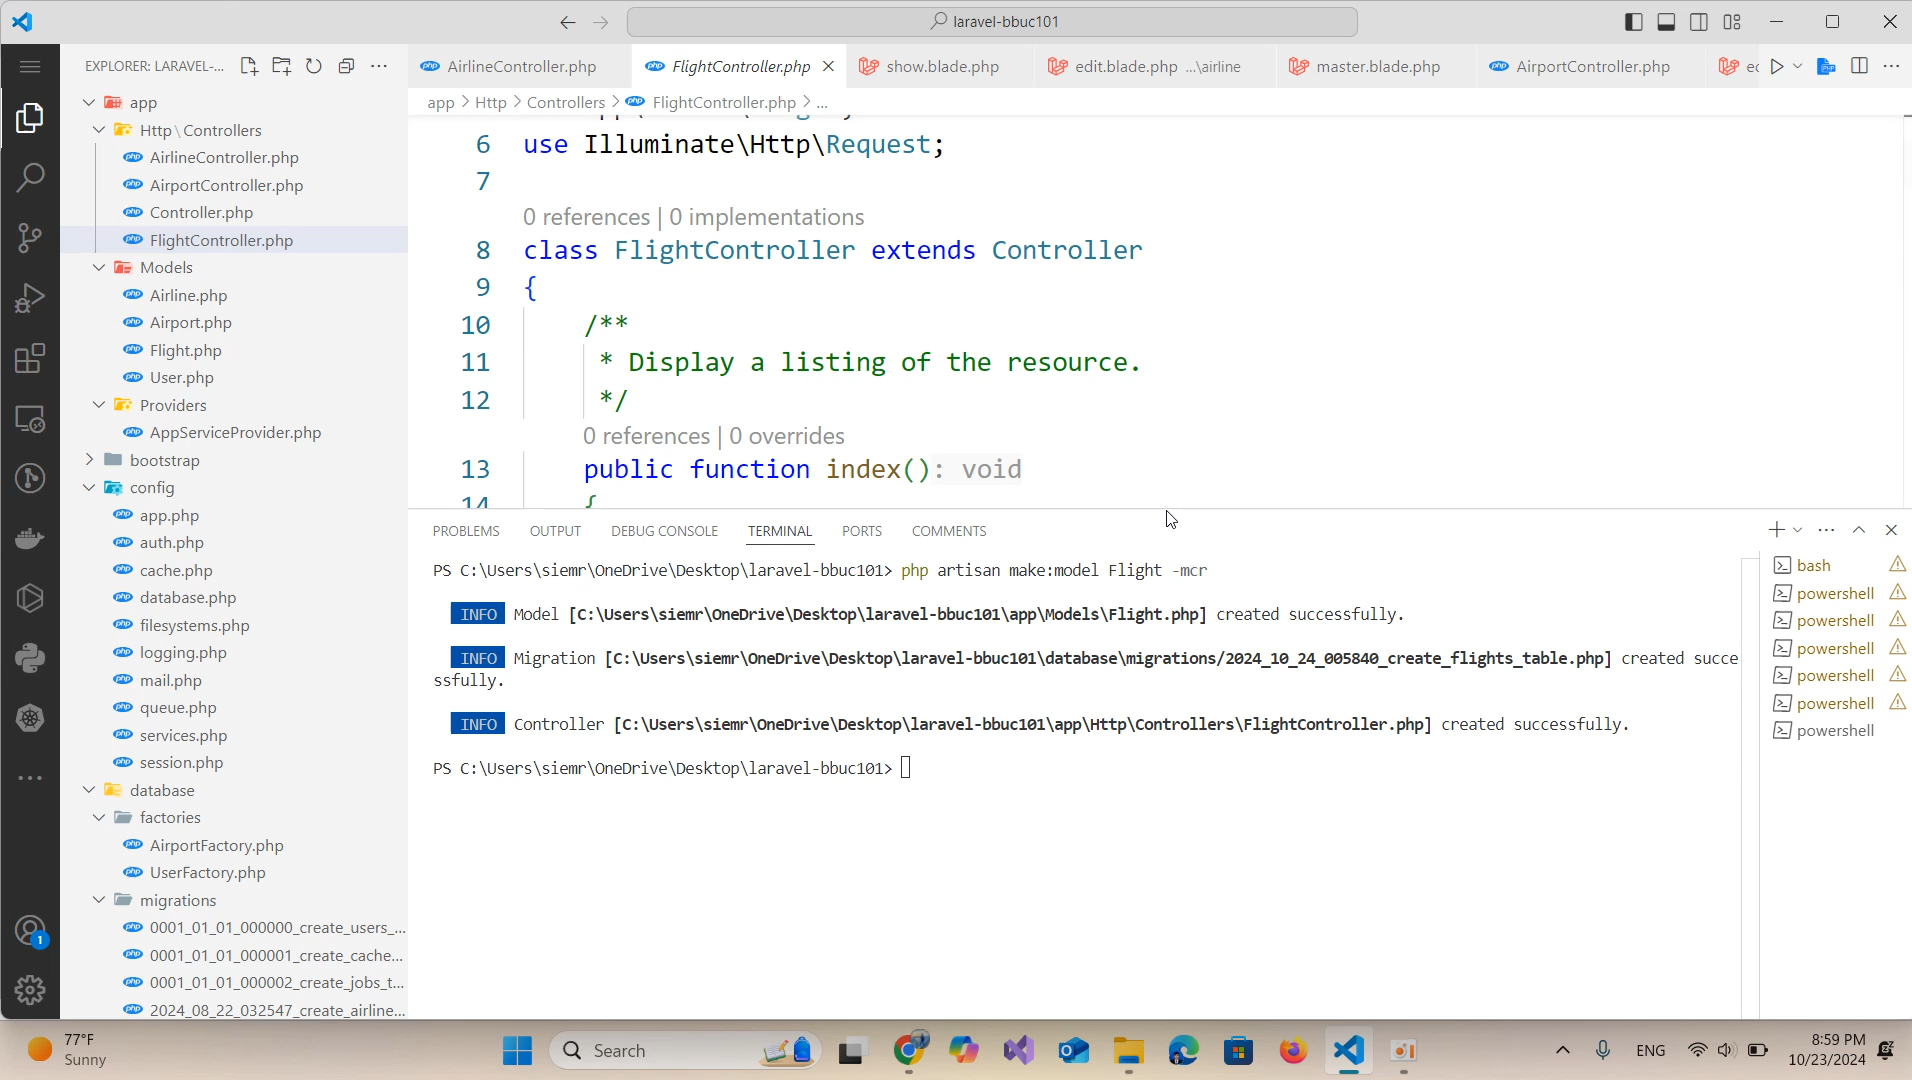 laravel-bbuc101
EXPLORER: LARAVEL-...
AirlineController.php
FlightController.php
show.blade.php
edit.blade.php ...\airline
master.blade.php
AirportController.php
app > Http > Controllers > FlightController.php > ...
app
Http\Controllers
AirlineController.php
AirportController.php
Controller.php
FlightController.php
Models
Airline.php
Airport.php
Flight.php
User.php
Providers
AppServiceProvider.php
bootstrap
config
app.php
auth.php
cache.php
database.php
filesystems.php
logging.php
mail.php
queue.php
services.php
session.php
database
factories
AirportFactory.php
UserFactory.php
migrations
0001_01_01_000000_create_users_...
0001_01_01_000001_create_cache...
0001_01_01_000002_create_jobs_t...
2024_08_22_032547_create_airline...
6 use Illuminate\Http\Request;
7
0 references | 0 implementations
8 class FlightController extends Controller
9 {
10 /**
11 * Display a listing of the resource.
12 */
0 references | 0 overrides
13 public function index(): void
14 {
PROBLEMS OUTPUT DEBUG CONSOLE TERMINAL PORTS COMMENTS
PS C:\Users\siemr\OneDrive\Desktop\laravel-bbuc101> php artisan make:model Flight -mcr
INFO Model [C:\Users\siemr\OneDrive\Desktop\laravel-bbuc101\app\Models\Flight.php] created successfully.
INFO Migration [C:\Users\siemr\OneDrive\Desktop\laravel-bbuc101\database\migrations/2024_10_24_005840_create_flights_table.php] created succe
ssfully.
INFO Controller [C:\Users\siemr\OneDrive\Desktop\laravel-bbuc101\app\Http\Controllers\FlightController.php] created successfully.
PS C:\Users\siemr\OneDrive\Desktop\laravel-bbuc101>
bash
powershell
powershell
powershell
powershell
powershell
powershell
1
77°F
Sunny
Search
ENG
8:59 PM
10/23/2024